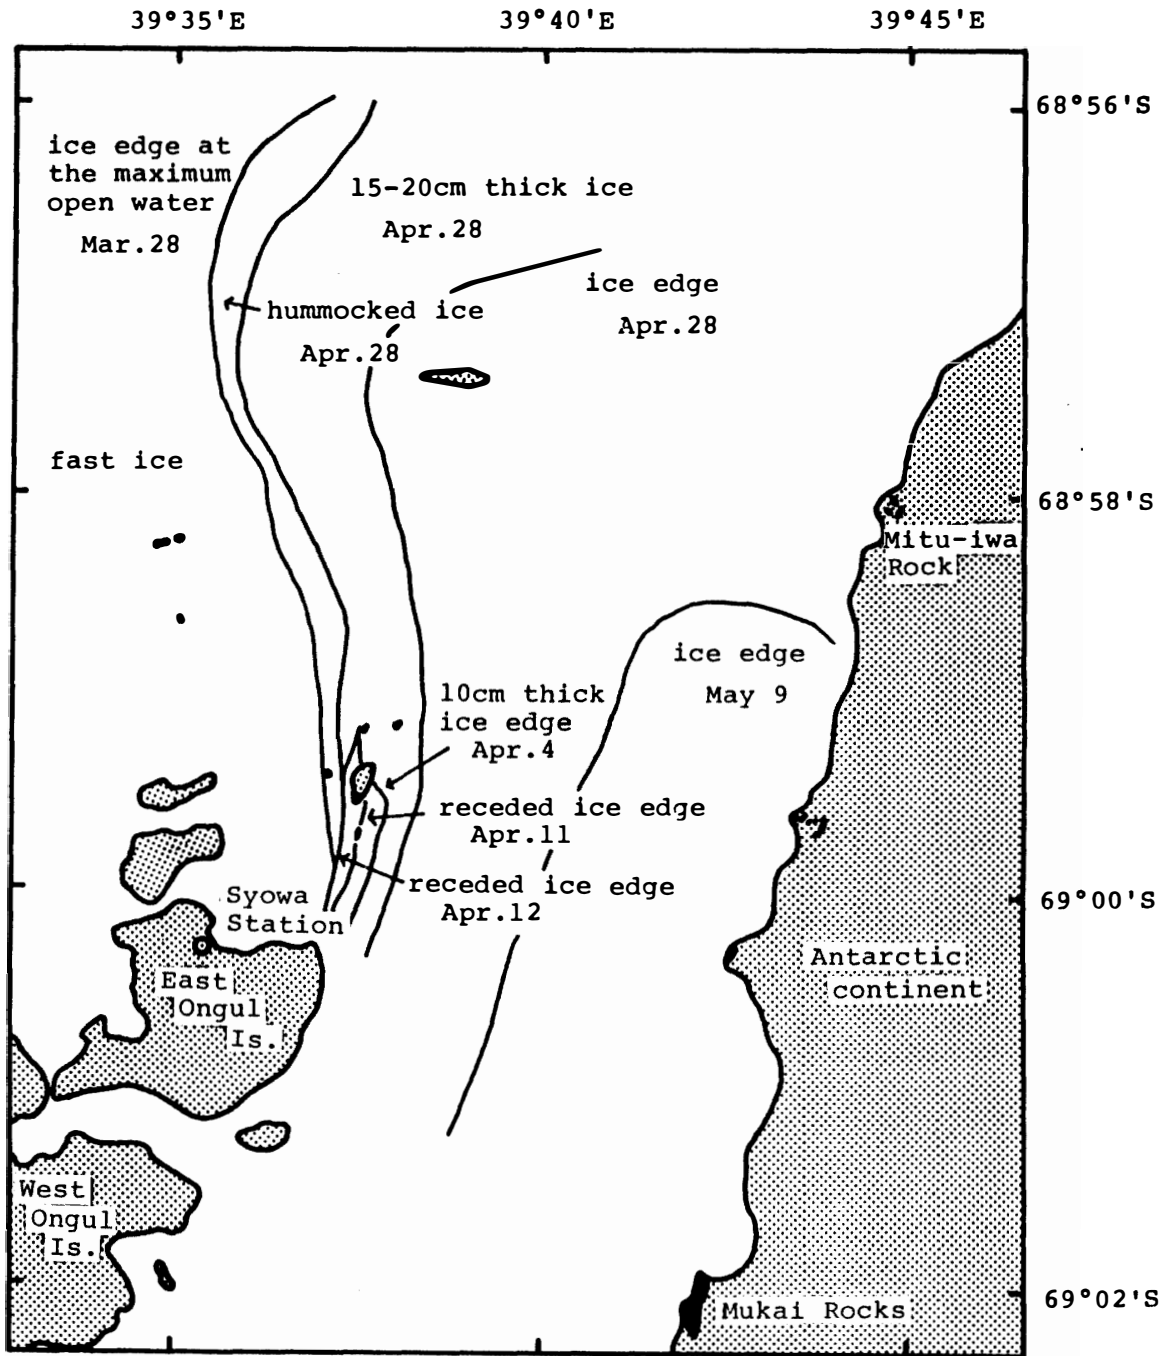 39°35'E 39°40'E 39°45'E
68°56'S
ice edge at
the maximum
open water
Mar.28
15-20cm thick ice
Apr.28
ice edge
Apr.28
hummocked ice
Apr.28
fast ice
68°58'S
Mitu-iwa
Rock
ice edge
May 9
10cm thick
ice edge
Apr.4
receded ice edge
Apr.11
receded ice edge
Apr.12
Syowa
Station
69°00'S
East
Ongul
Is.
Antarctic
continent
West
Ongul
Is.
Mukai Rocks
69°02'S